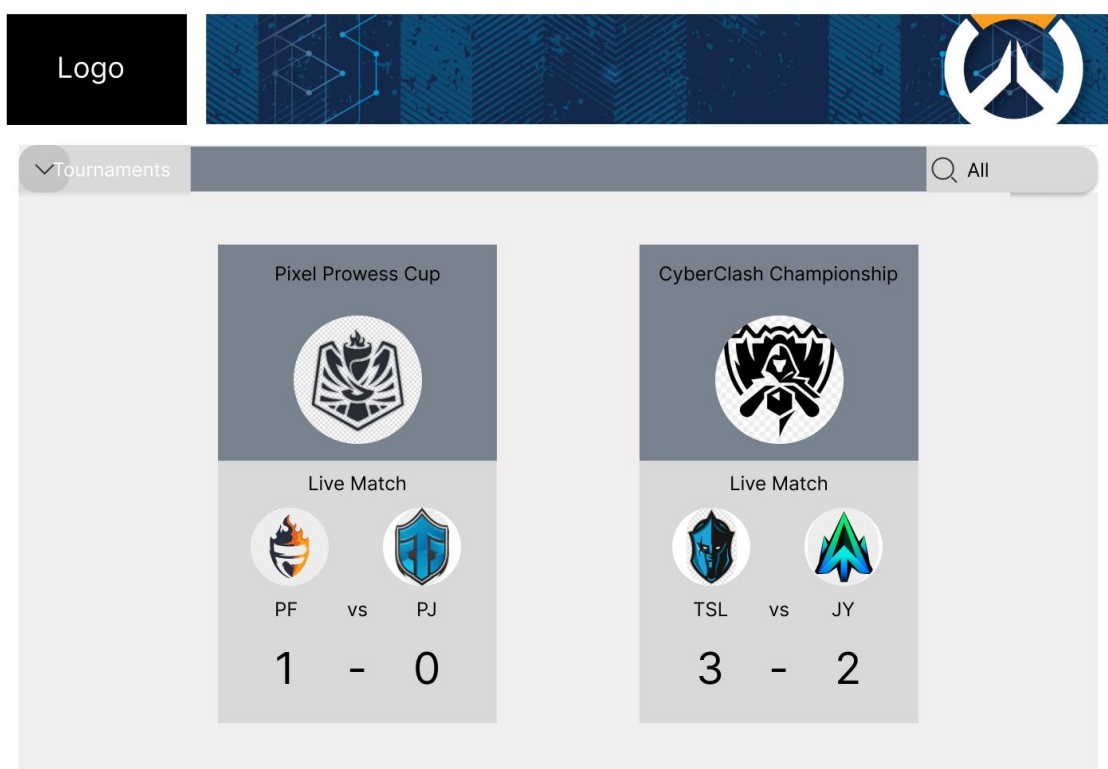 Logo
Tournaments
All
Pixel Prowess Cup
CyberClash Championship
Live Match
PF vs PJ
1 - 0
Live Match
TSL vs JY
3 - 2